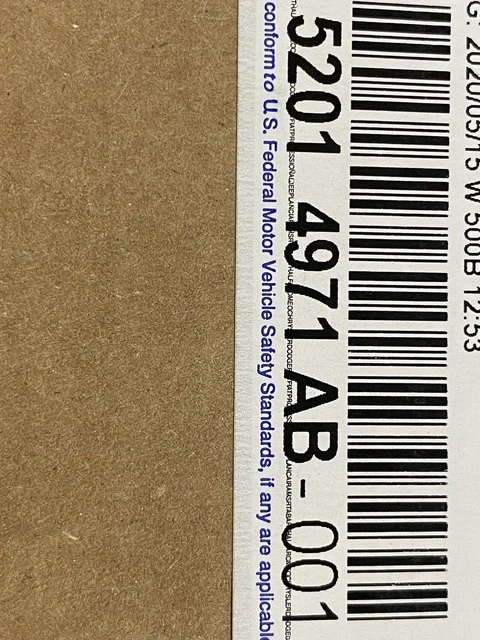 G: 2020/05/15 W 500B 12:53
5201 4971 AB-001
conform to U.S. Federal Motor Vehicle Safety Standards, if any are applicable